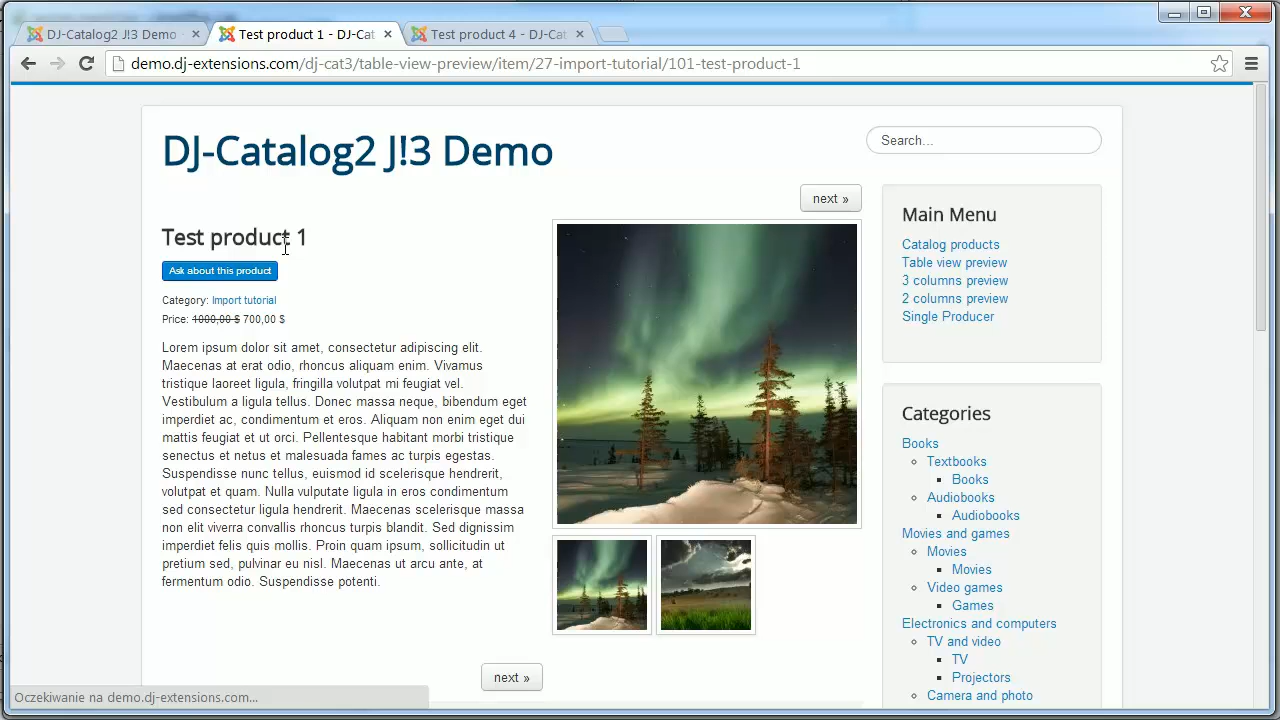 DJ-Catalog2 J!3 Demo
Test product 1 - DJ-Cat
Test product 4 - DJ-Cat
demo.dj-extensions.com/dj-cat3/table-view-preview/item/27-import-tutorial/101-test-product-1
DJ-Catalog2 J!3 Demo
Search...
next »
Test product 1
Ask about this product
Category: Import tutorial
Price: 1000,00 $ 700,00 $
Lorem ipsum dolor sit amet, consectetur adipiscing elit.
Maecenas at erat odio, rhoncus aliquam enim. Vivamus
tristique laoreet ligula, fringilla volutpat mi feugiat vel.
Vestibulum a ligula tellus. Donec massa neque, bibendum eget
imperdiet ac, condimentum et eros. Aliquam non enim eget dui
mattis feugiat et ut orci. Pellentesque habitant morbi tristique
senectus et netus et malesuada fames ac turpis egestas.
Suspendisse nunc tellus, euismod id scelerisque hendrerit,
volutpat et quam. Nulla vulputate ligula in eros condimentum
sed consectetur ligula hendrerit. Maecenas scelerisque massa
non elit viverra convallis rhoncus turpis blandit. Sed dignissim
imperdiet felis quis mollis. Proin quam ipsum, sollicitudin ut
pretium sed, pulvinar eu nisl. Maecenas ut arcu ante, at
fermentum odio. Suspendisse potenti.
next »
Main Menu
Catalog products
Table view preview
3 columns preview
2 columns preview
Single Producer
Categories
Books
Textbooks
Books
Audiobooks
Audiobooks
Movies and games
Movies
Movies
Video games
Games
Electronics and computers
TV and video
TV
Projectors
Camera and photo
Oczekiwanie na demo.dj-extensions.com...